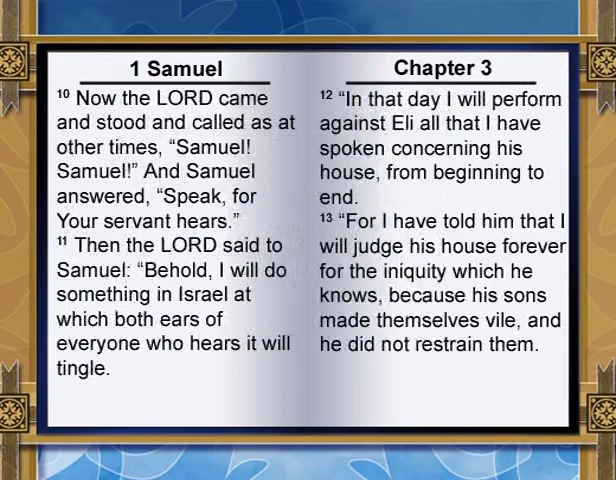 1 Samuel
10 Now the LORD came
and stood and called as at
other times, “Samuel!
Samuel!” And Samuel
answered, “Speak, for
Your servant hears.”
11 Then the LORD said to
Samuel: “Behold, I will do
something in Israel at
which both ears of
everyone who hears it will
tingle.
Chapter 3
12 “In that day I will perform
against Eli all that I have
spoken concerning his
house, from beginning to
end.
13 “For I have told him that I
will judge his house forever
for the iniquity which he
knows, because his sons
made themselves vile, and
he did not restrain them.